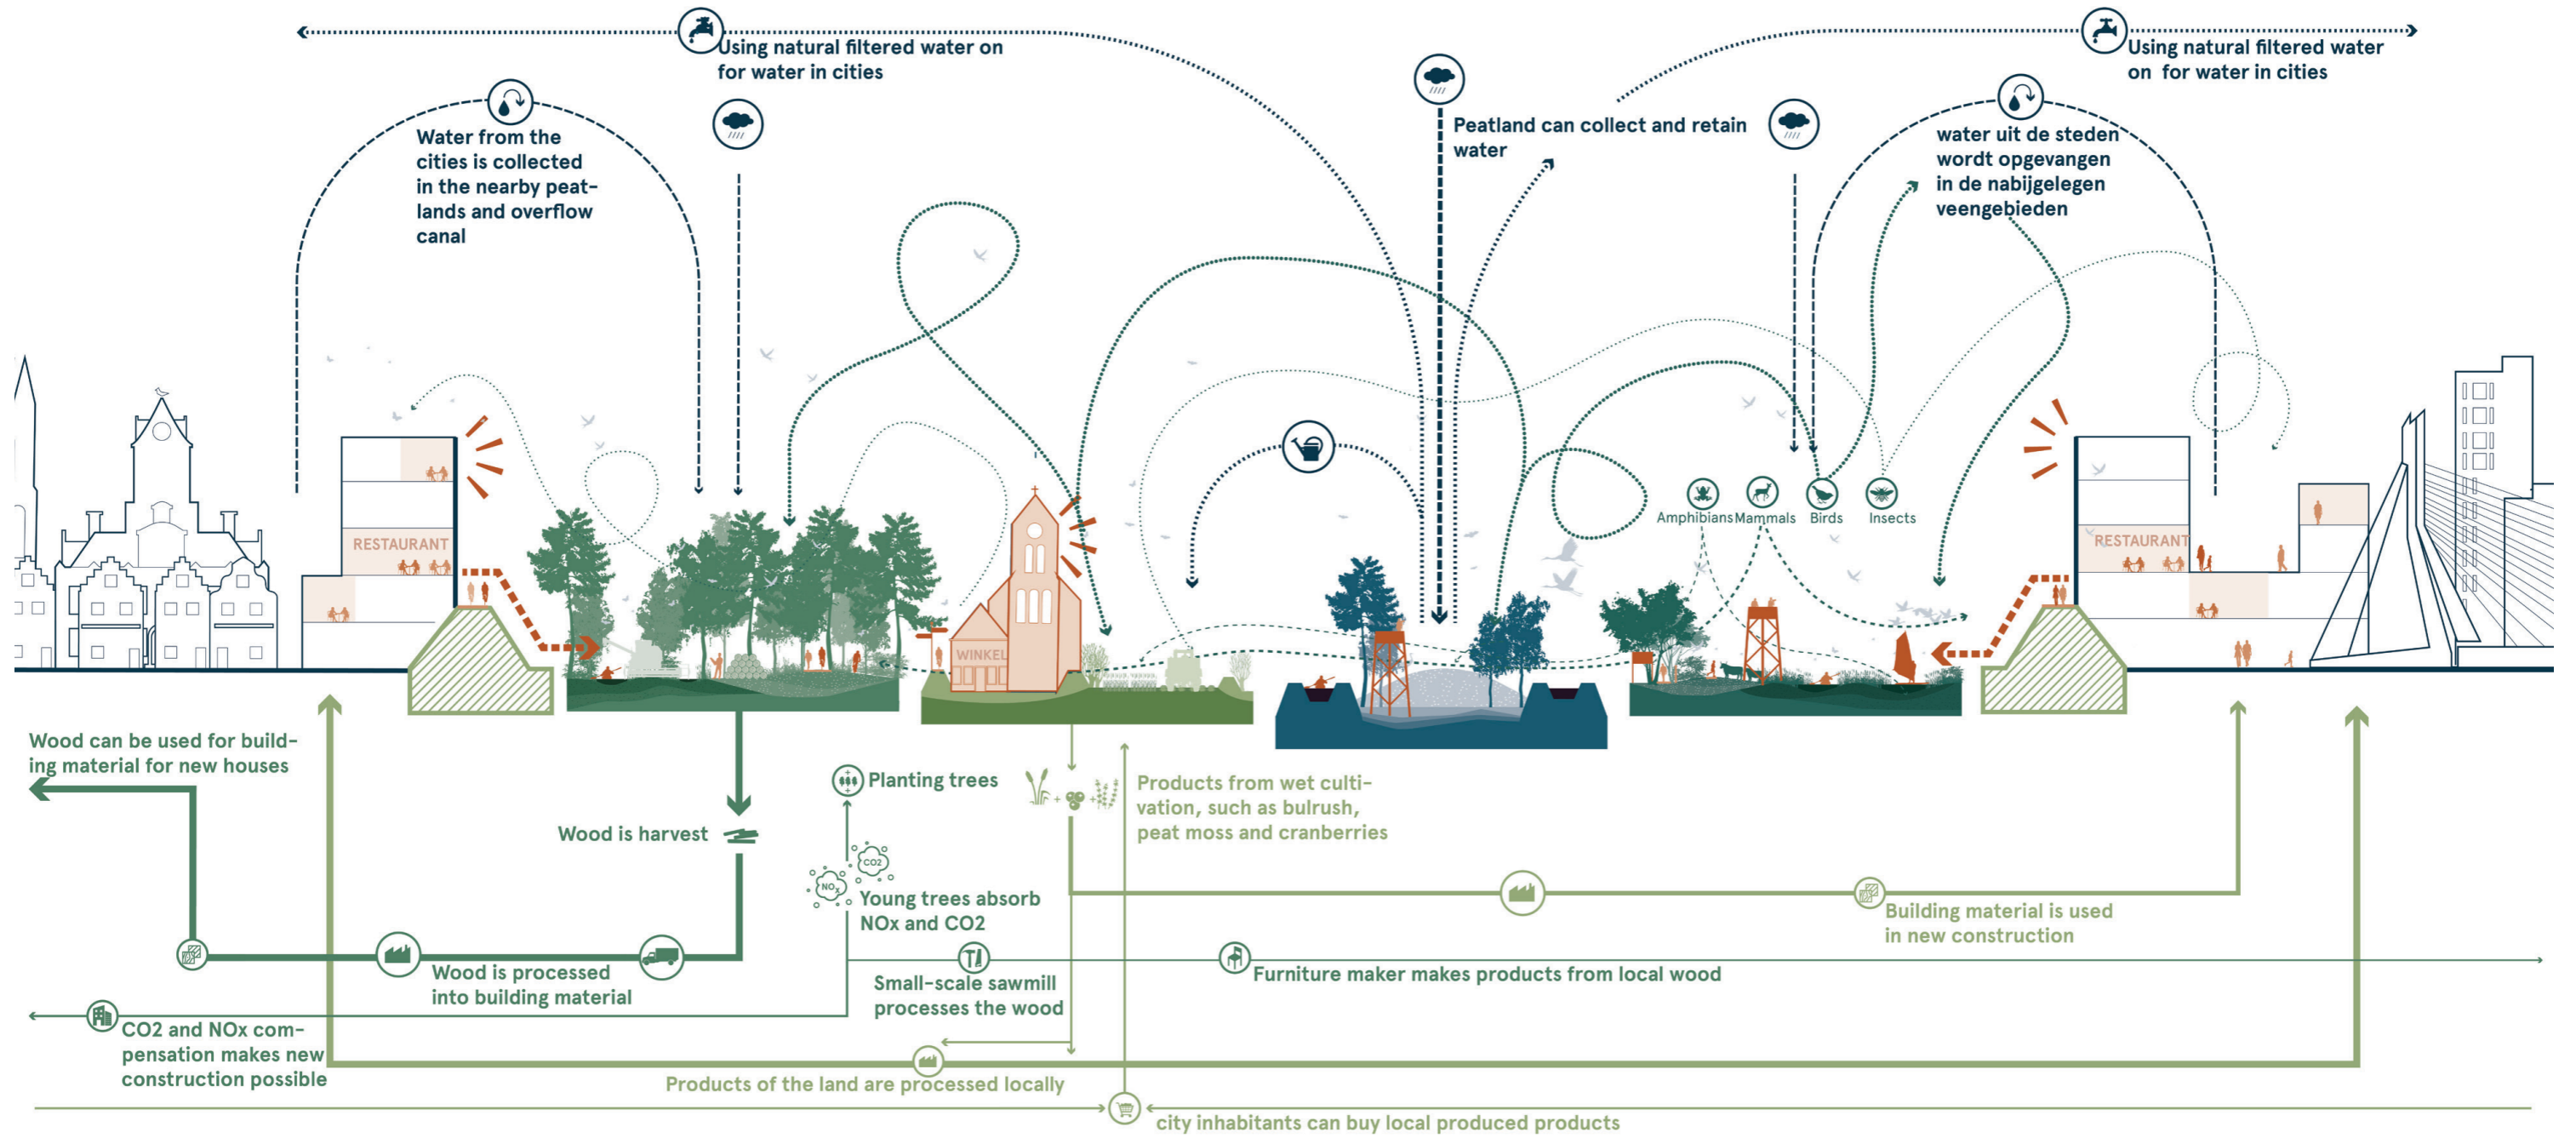 Using natural filtered water on
for water in cities
Using natural filtered water
on for water in cities
Water from the
cities is collected
in the nearby peat-
lands and overflow
canal
Peatland can collect and retain
water
water uit de steden
wordt opgevangen
in de nabijgelegen
veengebieden
Amphibians
Mammals
Birds
Insects
RESTAURANT
WINKEL
RESTAURANT
Wood can be used for build-
ing material for new houses
Wood is harvest
Planting trees
CO2
NOx
Young trees absorb
NOx and CO2
Products from wet culti-
vation, such as bulrush,
peat moss and cranberries
Building material is used
in new construction
Wood is processed
into building material
Small-scale sawmill
processes the wood
Furniture maker makes products from local wood
CO2 and NOx com-
pensation makes new
construction possible
Products of the land are processed locally
city inhabitants can buy local produced products